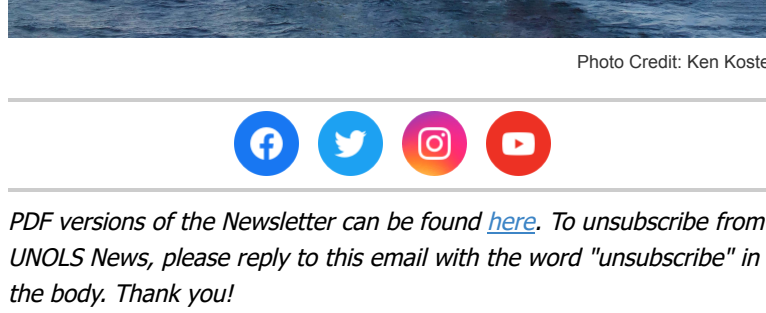 Photo Credit: Ken Koste
PDF versions of the Newsletter can be found here. To unsubscribe from
UNOLS News, please reply to this email with the word "unsubscribe" in
the body. Thank you!